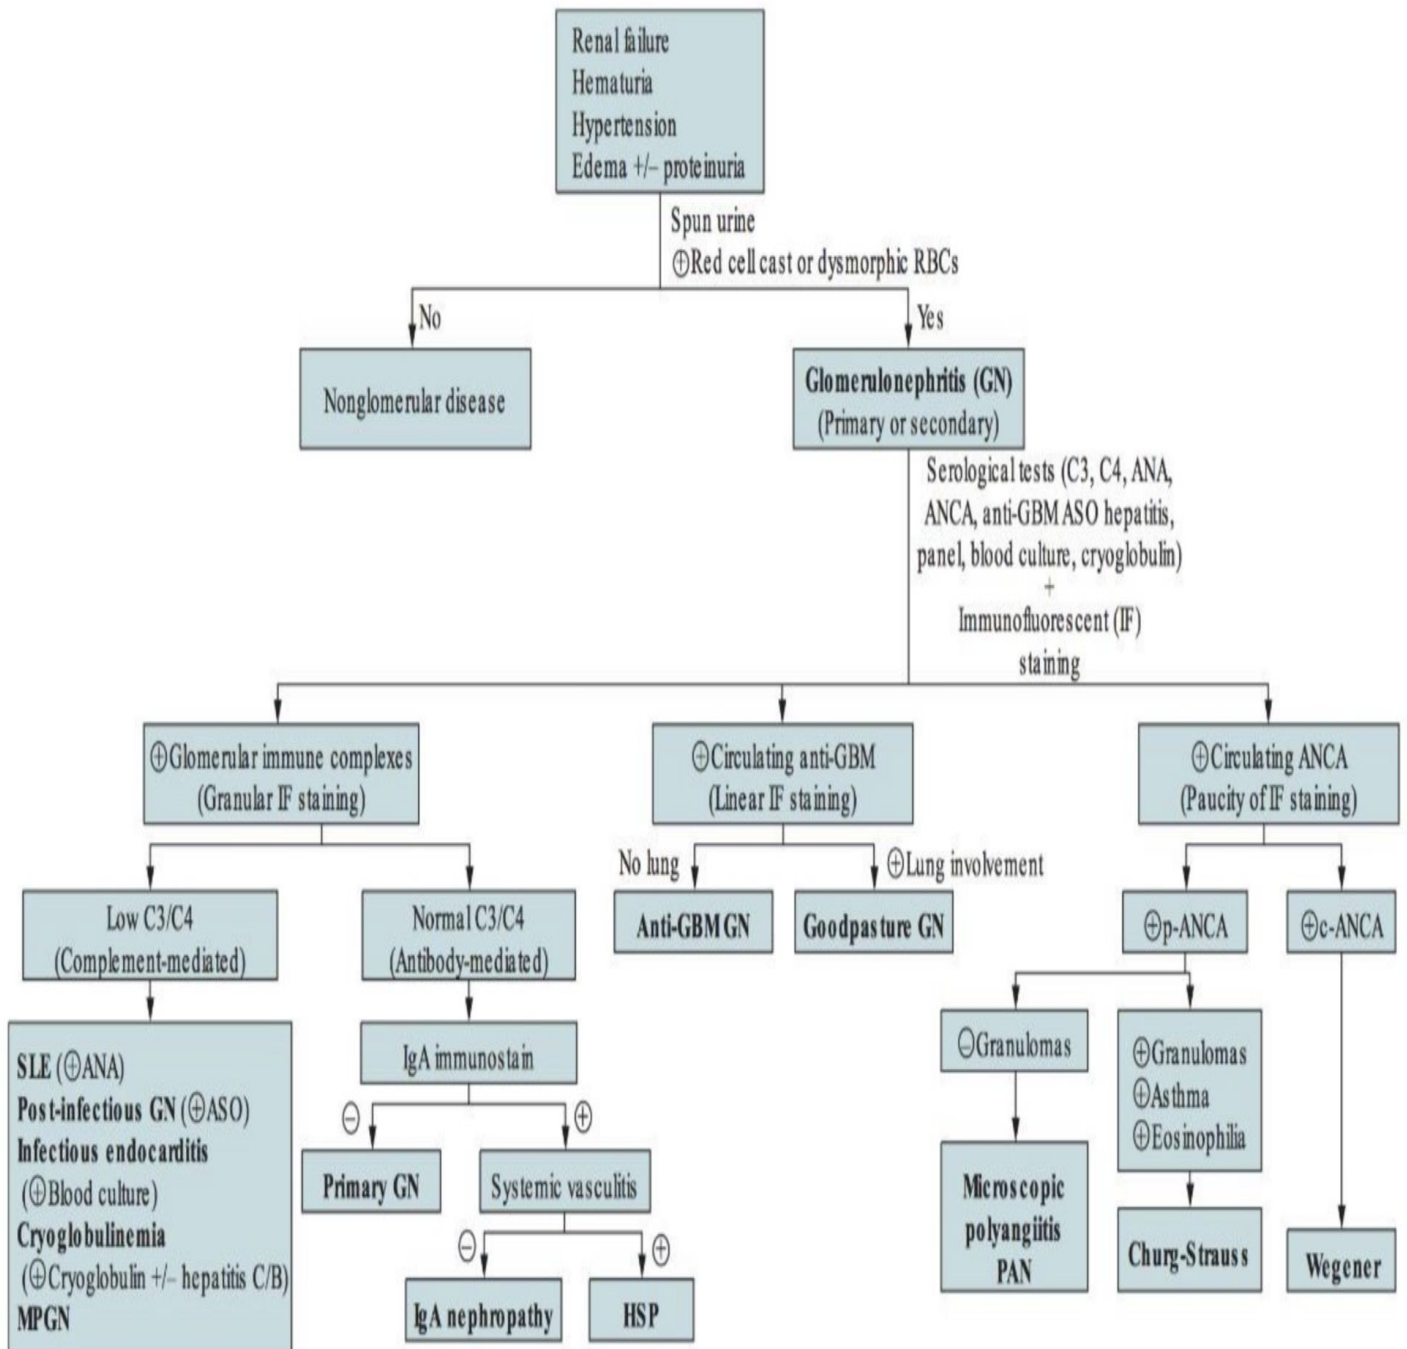 Renal failure
Hematuria
Hypertension
Edema +/– proteinuria
Spun urine
⊕Red cell cast or dysmorphic RBCs
No
Yes
Nonglomerular disease
Glomerulonephritis (GN)
(Primary or secondary)
Serological tests (C3, C4, ANA,
ANCA, anti-GBM ASO hepatitis,
panel, blood culture, cryoglobulin)
+
Immunofluorescent (IF)
staining
⊕Glomerular immune complexes
(Granular IF staining)
⊕Circulating anti-GBM
(Linear IF staining)
⊕Circulating ANCA
(Paucity of IF staining)
No lung
⊕Lung involvement
Low C3/C4
(Complement-mediated)
Normal C3/C4
(Antibody-mediated)
Anti-GBM GN
Goodpasture GN
⊕p-ANCA
⊕c-ANCA
SLE (⊕ANA)
Post-infectious GN (⊕ASO)
Infectious endocarditis
(⊕Blood culture)
Cryoglobulinemia
(⊕Cryoglobulin +/– hepatitis C/B)
MPGN
IgA immunostain
⊖
⊕
Primary GN
Systemic vasculitis
⊖
⊕
IgA nephropathy
HSP
⊖Granulomas
⊕Granulomas
⊕Asthma
⊕Eosinophilia
Microscopic
polyangiitis
PAN
Churg-Strauss
Wegener